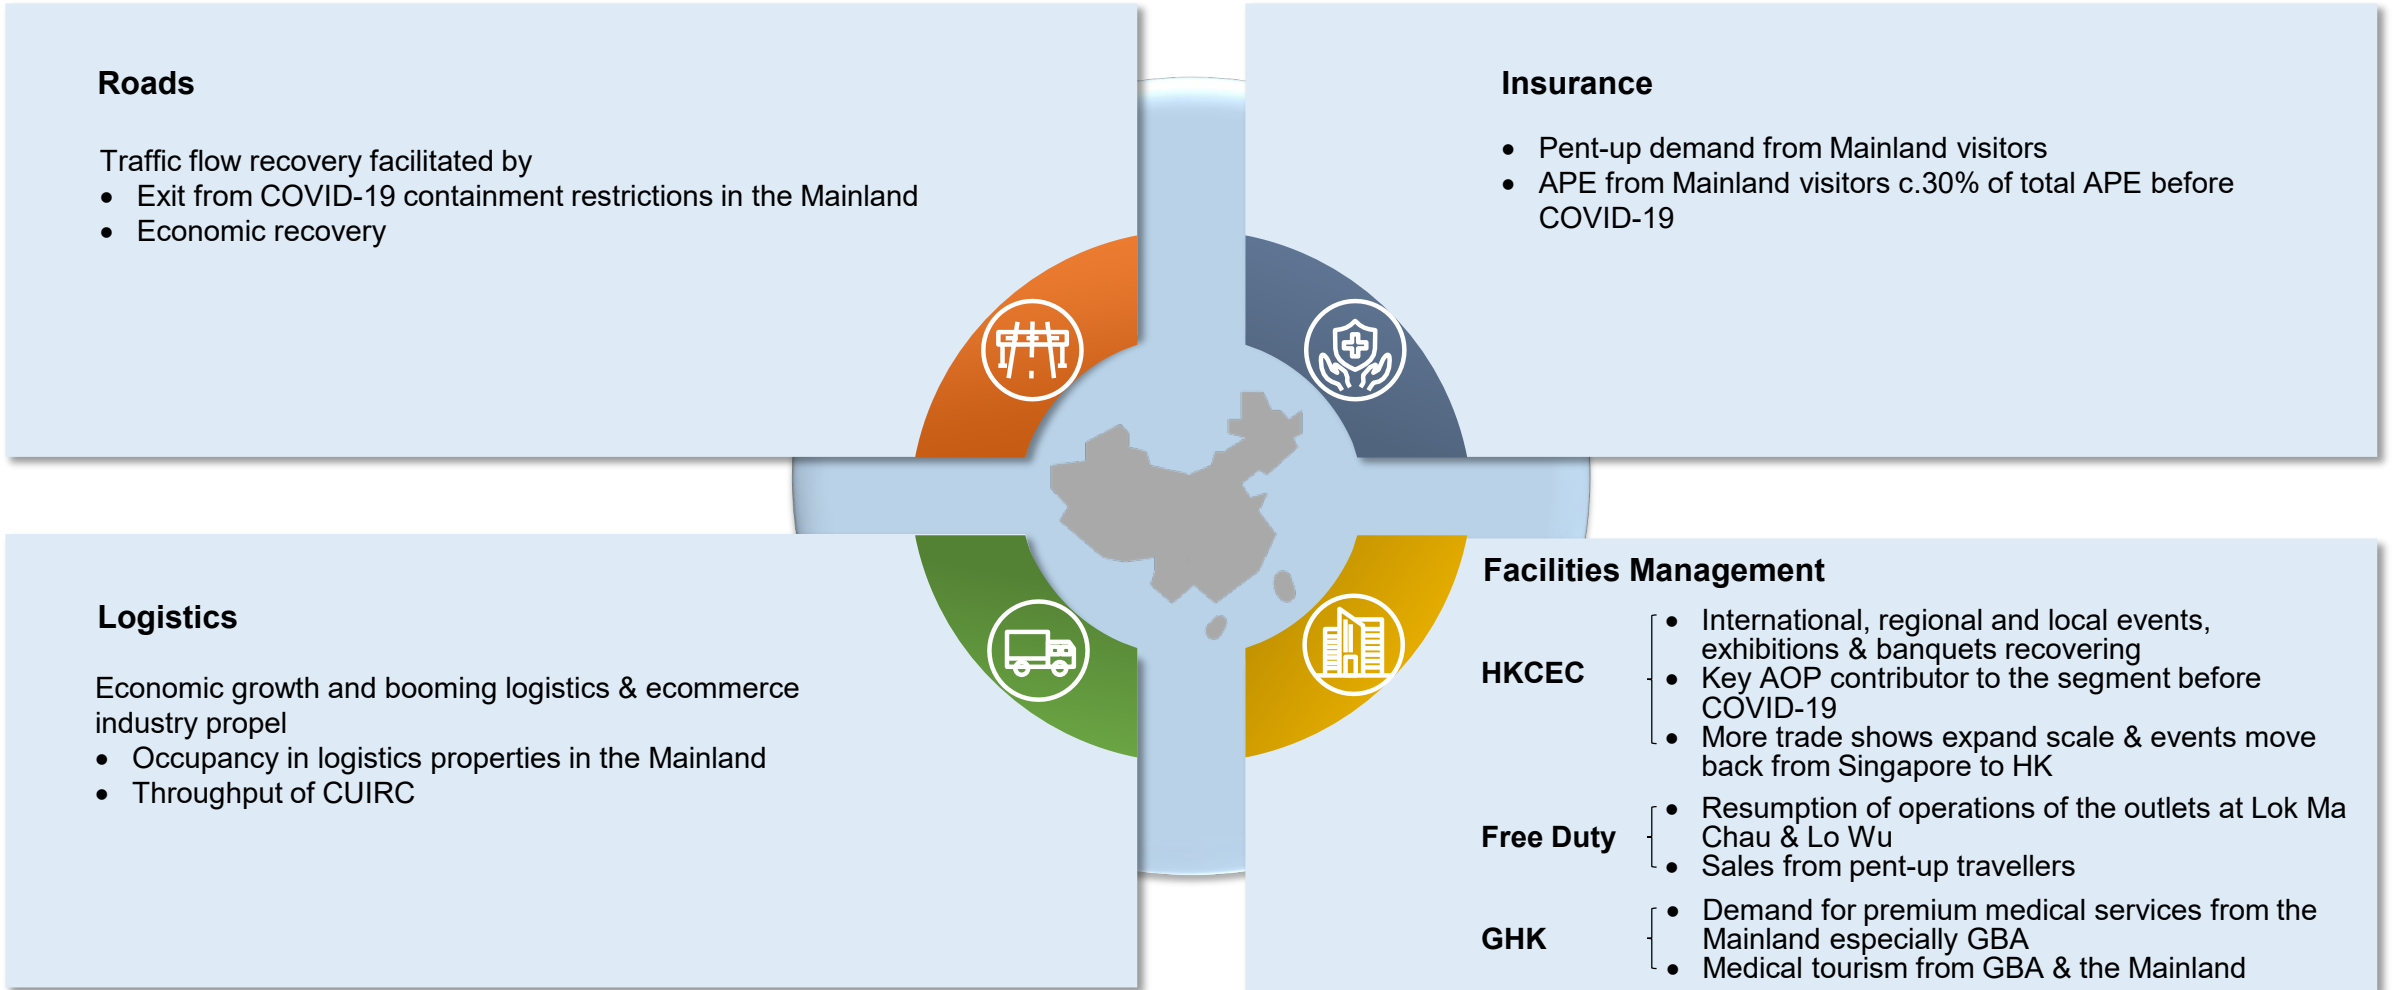 Roads
Traffic flow recovery facilitated by
• Exit from COVID-19 containment restrictions in the Mainland
• Economic recovery
Insurance
• Pent-up demand from Mainland visitors
• APE from Mainland visitors c.30% of total APE before
COVID-19
Logistics
Economic growth and booming logistics & ecommerce
industry propel
• Occupancy in logistics properties in the Mainland
• Throughput of CUIRC
Facilities Management
HKCEC
• International, regional and local events,
exhibitions & banquets recovering
• Key AOP contributor to the segment before
COVID-19
• More trade shows expand scale & events move
back from Singapore to HK
Free Duty
• Resumption of operations of the outlets at Lok Ma
Chau & Lo Wu
• Sales from pent-up travellers
GHK
• Demand for premium medical services from the
Mainland especially GBA
• Medical tourism from GBA & the Mainland